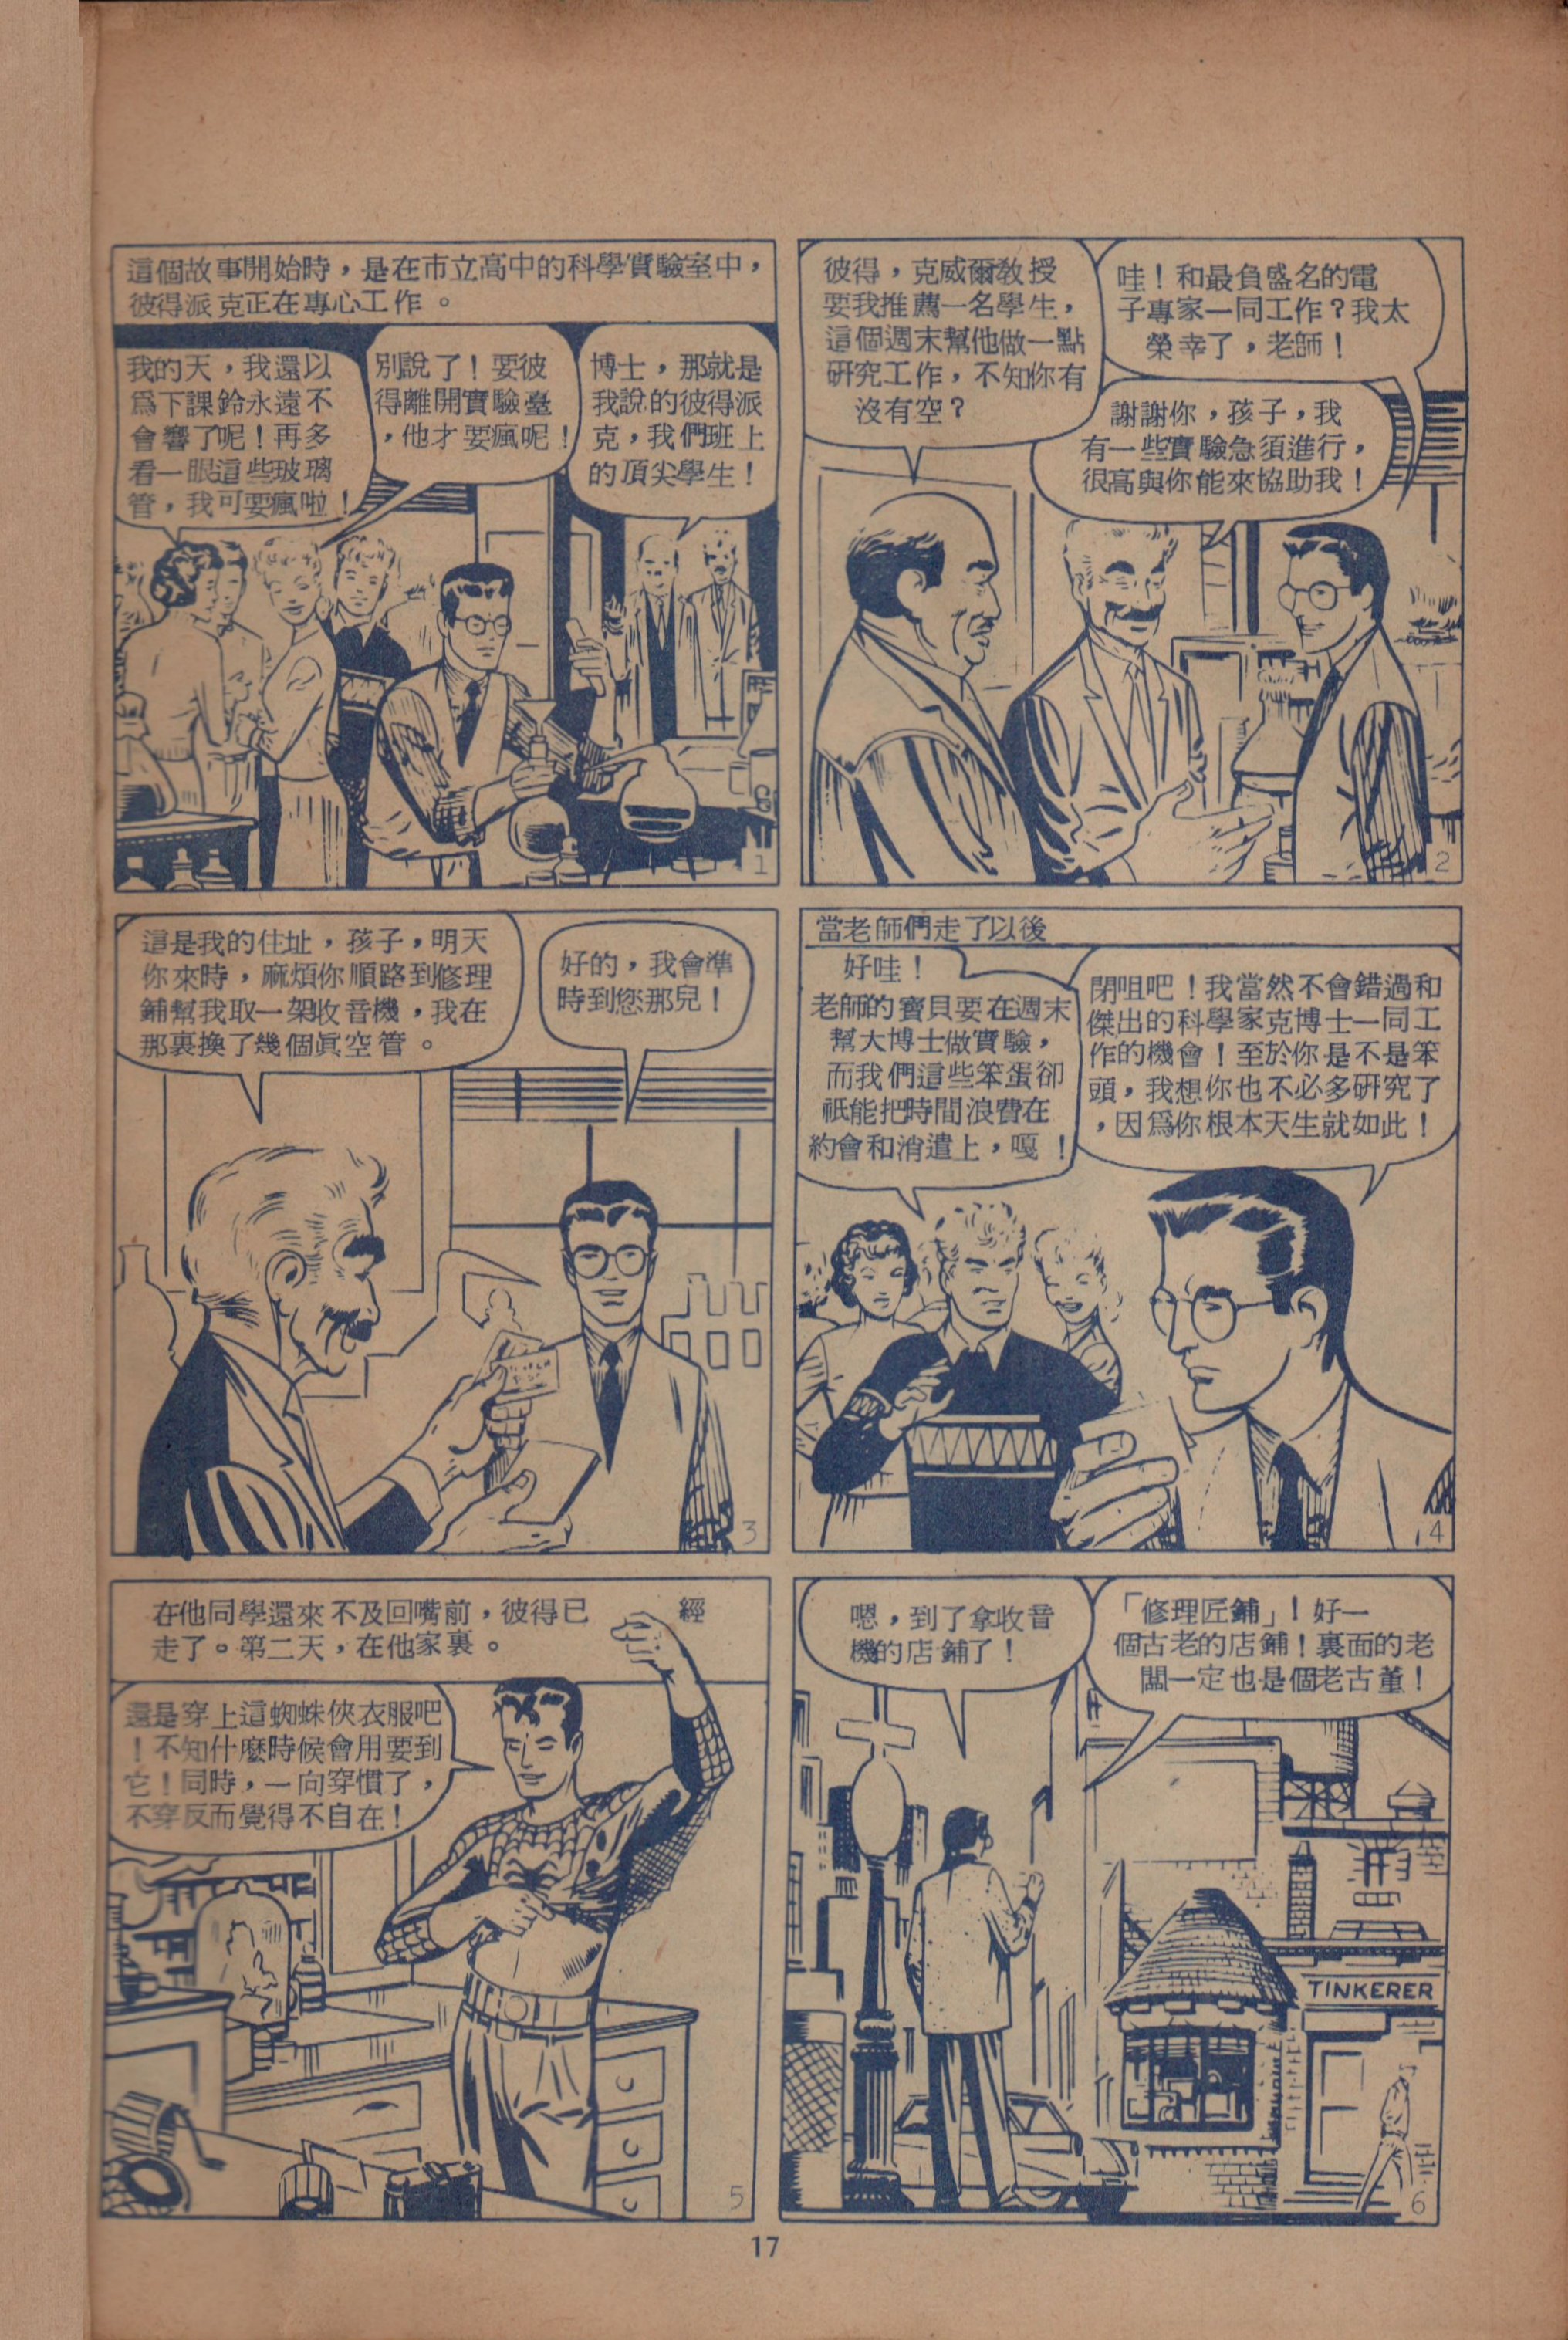 這個故事開始時，是在市立高中的科學實驗室中，
彼得派克正在專心工作。
我的天，我還以
爲下課鈴永遠不
會響了呢！再多
看一眼這些玻璃
管，我可要瘋啦！
別說了！要彼
得離開實驗臺
，他才要瘋呢！
博士，那就是
我說的彼得派
克，我們班上
的頂尖學生！
1
彼得，克威爾敎授
要我推薦一名學生，
這個週末幫他做一點
硏究工作，不知你有
沒有空？
哇！和最負盛名的電
子專家一同工作？我太
榮幸了，老師！
謝謝你，孩子，我
有一些實驗急須進行，
很高與你能來協助我！
2
這是我的住址，孩子，明天
你來時，麻煩你順路到修理
鋪幫我取一架收音機，我在
那裏換了幾個眞空管。
好的，我會準
時到您那兒！
3
當老師們走了以後
好哇！
老師的寶貝要在週末
幫大博士做實驗，
而我們這些笨蛋卻
祇能把時間浪費在
約會和消遣上，嘎！
閉咀吧！我當然不會錯過和
傑出的科學家克博士一同工
作的機會！至於你是不是笨
頭，我想你也不必多硏究了
，因爲你根本天生就如此！
4
在他同學還來不及回嘴前，彼得已　經
走了。第二天，在他家裏。
還是穿上這蜘蛛俠衣服吧
！不知什麼時候會用要到
它！同時，一向穿慣了，
不穿反而覺得不自在！
5
嗯，到了拿收音
機的店鋪了！
「修理匠鋪」！好一
個古老的店鋪！裏面的老
闆一定也是個老古董！
TINKERER
6
17